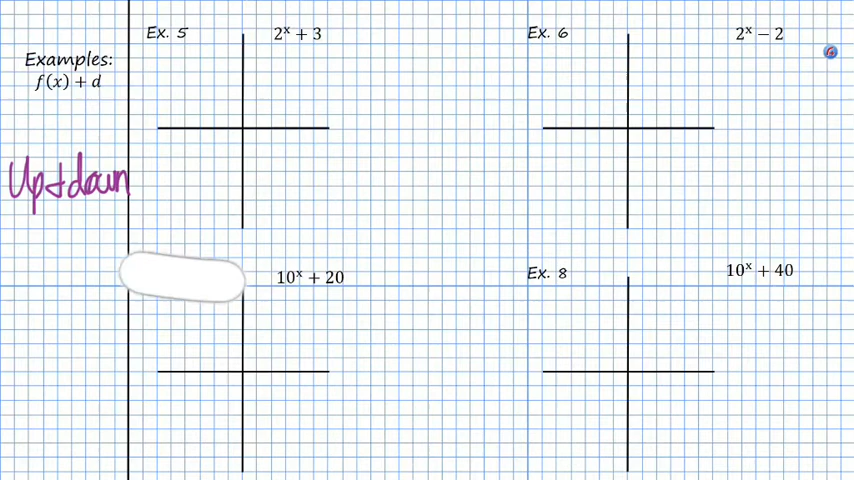 Examples:
f(x) + d
Up+down
Ex. 5
2ˣ + 3
Ex. 6
2ˣ − 2
10ˣ + 20
Ex. 8
10ˣ + 40